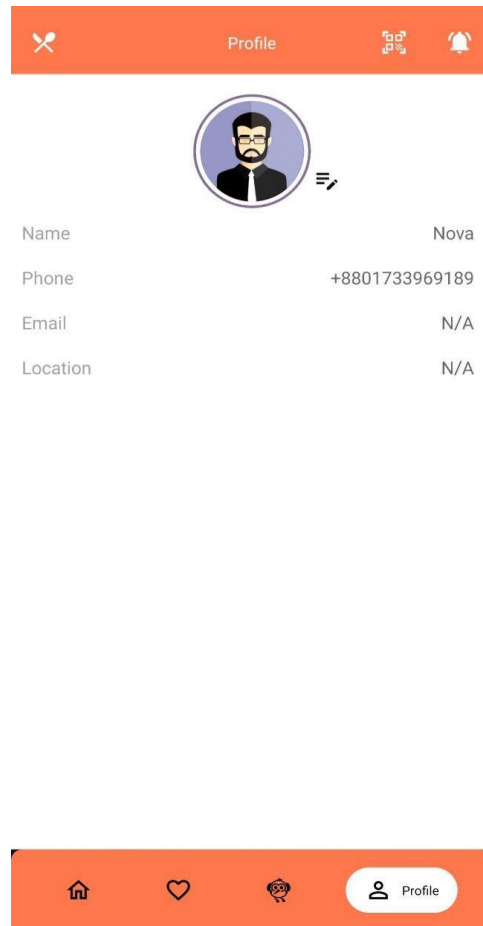 Profile
Name Nova
Phone +8801733969189
Email N/A
Location N/A
Profile